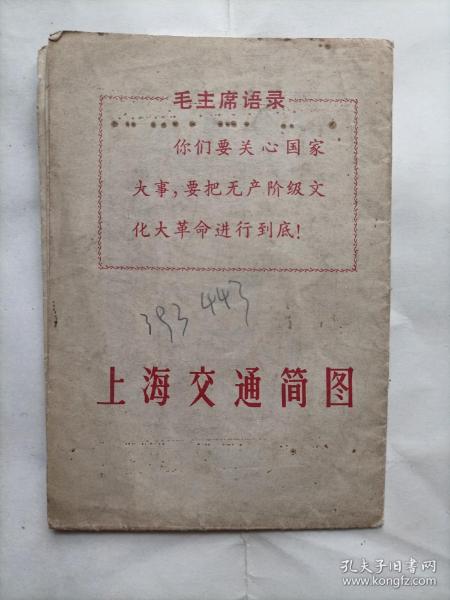 毛主席语录
你们要关心国家
大事，要把无产阶级文
化大革命进行到底！
393 443
上海交通简图
孔夫子旧书网
www.kongfz.com